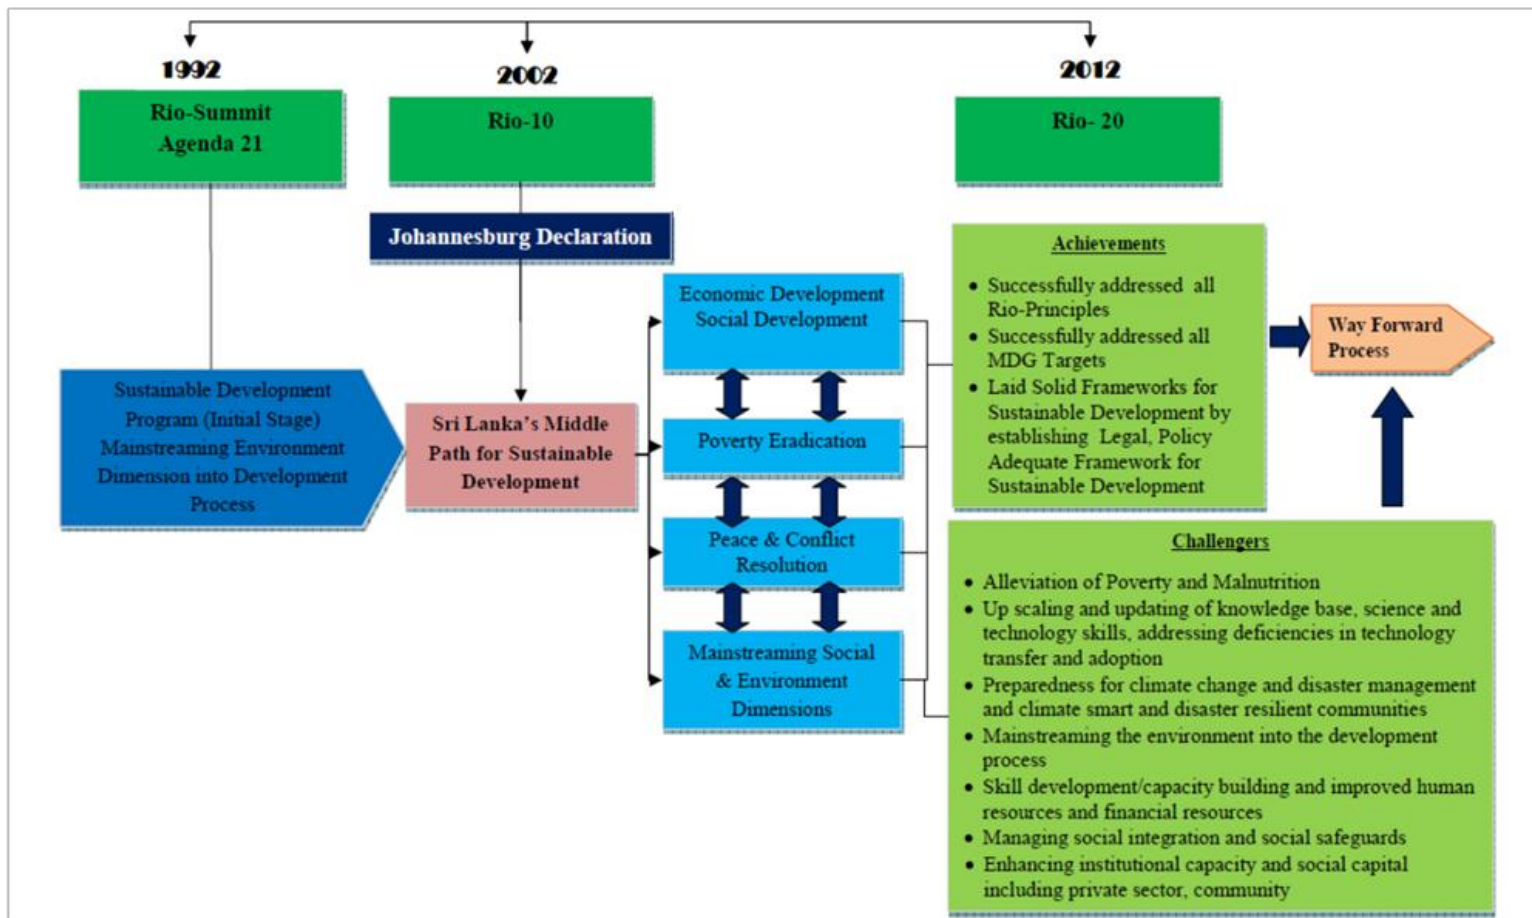 1992
2002
2012
Rio-Summit
Agenda 21
Rio-10
Rio- 20
Johannesburg Declaration
Sustainable Development
Program (Initial Stage)
Mainstreaming Environment
Dimension into Development
Process
Sri Lanka's Middle
Path for Sustainable
Development
Economic Development
Social Development
Poverty Eradication
Peace & Conflict
Resolution
Mainstreaming Social
& Environment
Dimensions
Achievements
• Successfully addressed all
Rio-Principles
• Successfully addressed all
MDG Targets
• Laid Solid Frameworks for
Sustainable Development by
establishing Legal, Policy
Adequate Framework for
Sustainable Development
Way Forward
Process
Challengers
• Alleviation of Poverty and Malnutrition
• Up scaling and updating of knowledge base, science and
technology skills, addressing deficiencies in technology
transfer and adoption
• Preparedness for climate change and disaster management
and climate smart and disaster resilient communities
• Mainstreaming the environment into the development
process
• Skill development/capacity building and improved human
resources and financial resources
• Managing social integration and social safeguards
• Enhancing institutional capacity and social capital
including private sector, community